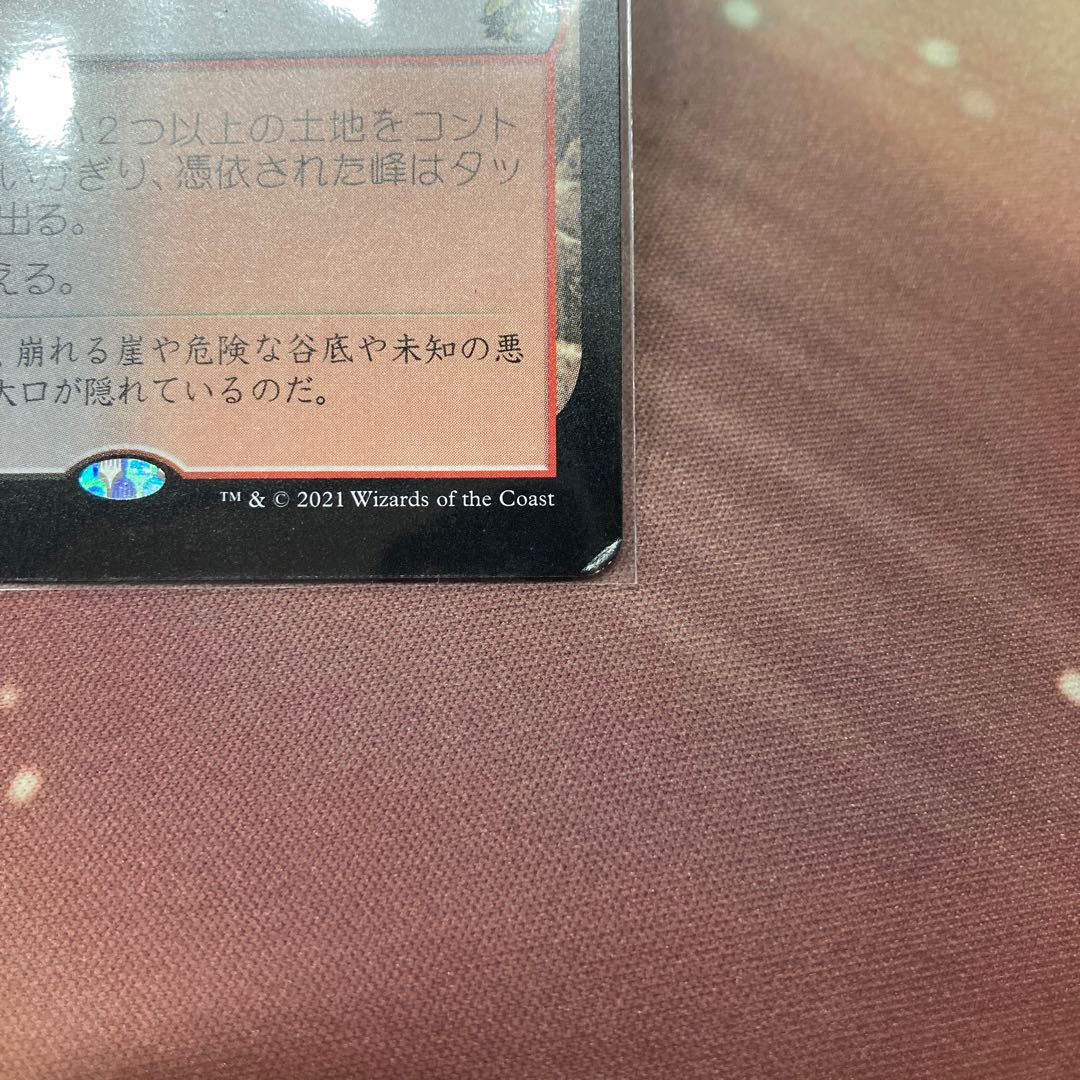 ２つ以上の土地をコント
いかぎり、憑依された峰はタッ
出る。
える。
、崩れる崖や危険な谷底や未知の悪
大口が隠れているのだ。
™ & © 2021 Wizards of the Coast